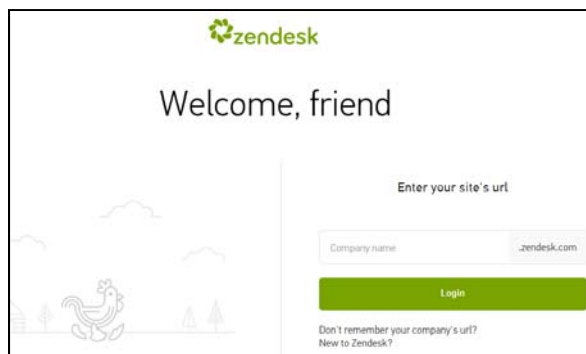 zendesk
Welcome, friend
Enter your site's url
Company name
.zendesk.com
Login
Don't remember your company's url?
New to Zendesk?